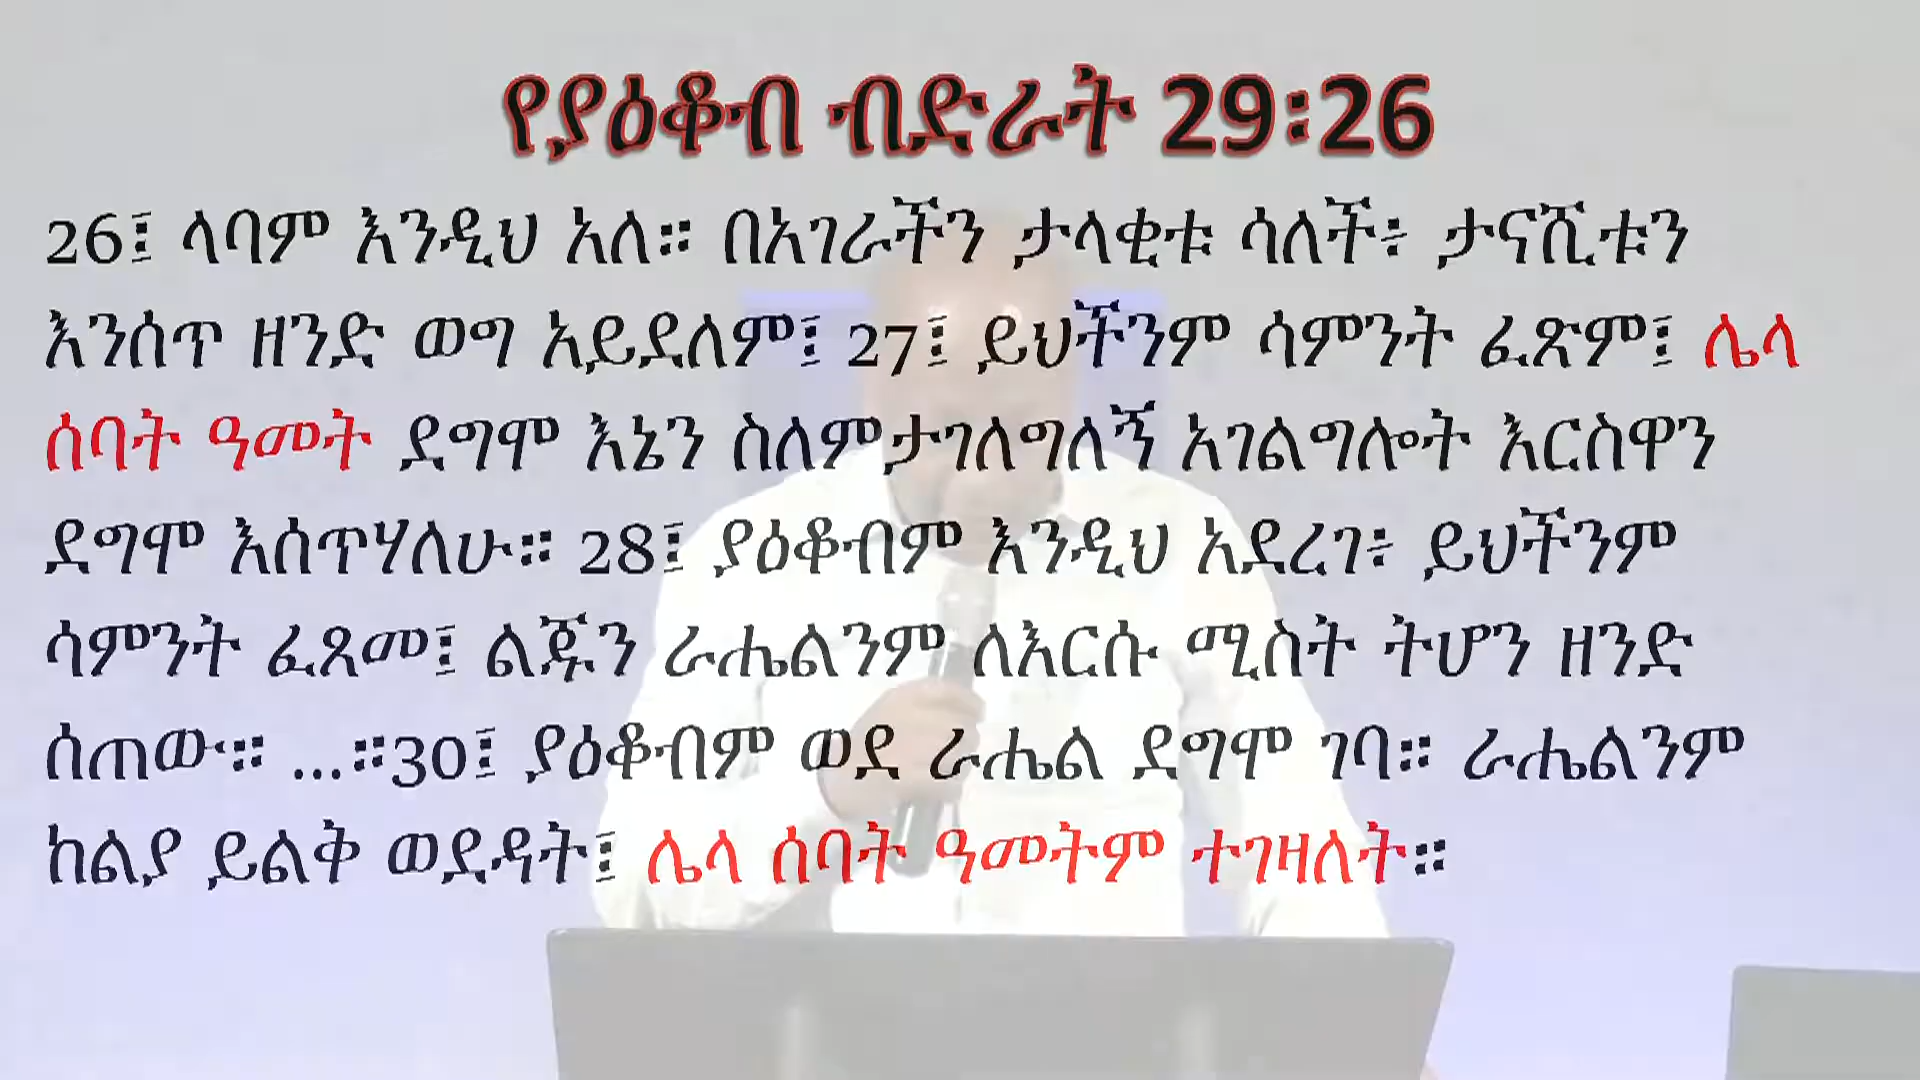 የያዕቆብ ብድራት 29፡26
26፤ ላባም እንዲህ አለ። በአገራችን ታላቂቱ ሳለች፥ ታናሺቱን
እንሰጥ ዘንድ ወግ አይደለም፤ 27፤ ይህችንም ሳምንት ፈጽም፤ ሌላ
ሰባት ዓመት ደግሞ እኔን ስለምታገለግለኝ አገልግሎት እርስዋን
ደግሞ እሰጥሃለሁ። 28፤ ያዕቆብም እንዲህ አደረገ፥ ይህችንም
ሳምንት ፈጸመ፤ ልጁን ራሔልንም ለእርሱ ሚስት ትሆን ዘንድ
ሰጠው። ...።30፤ ያዕቆብም ወደ ራሔል ደግሞ ገባ። ራሔልንም
ከልያ ይልቅ ወደዳት፤ ሌላ ሰባት ዓመትም ተገዛለት።